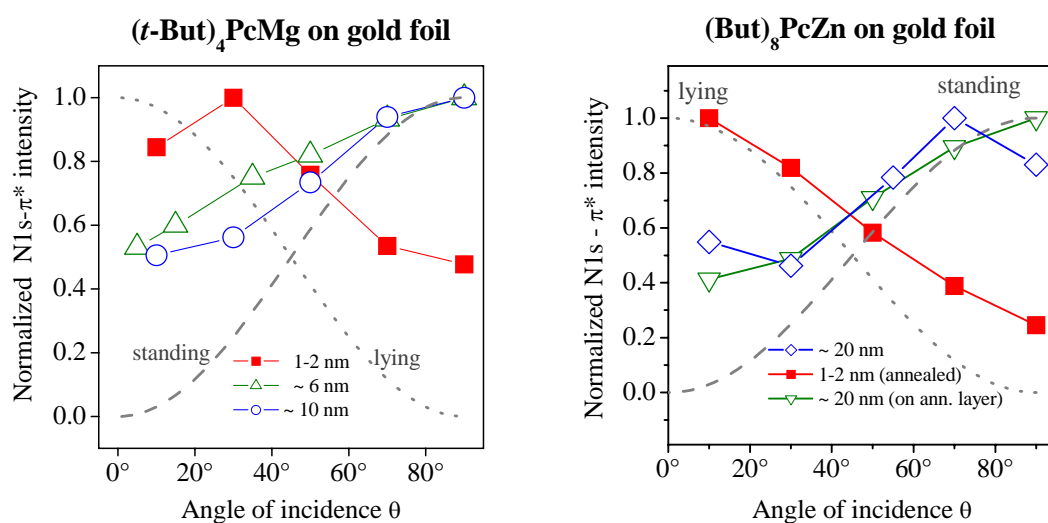 (t-But)₄PcMg on gold foil
Normalized N1s-π* intensity
1.0
0.8
0.6
0.4
0.2
0.0
standing
lying
1-2 nm
~ 6 nm
~ 10 nm
0° 20° 40° 60° 80°
Angle of incidence θ
(But)₈PcZn on gold foil
Normalized N1s - π* intensity
1.0
0.8
0.6
0.4
0.2
0.0
lying
standing
~ 20 nm
1-2 nm (annealed)
~ 20 nm (on ann. layer)
0° 20° 40° 60° 80°
Angle of incidence θ